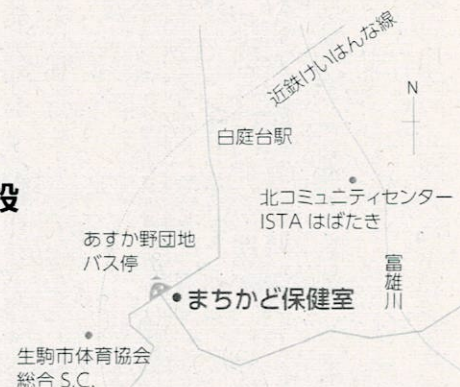 近鉄けいはんな線
N
白庭台駅
設
北コミュニティセンター
ISTA はばたき
あすか野団地
バス停
富雄川
まちかど保健室
生駒市体育協会
総合 S.C.